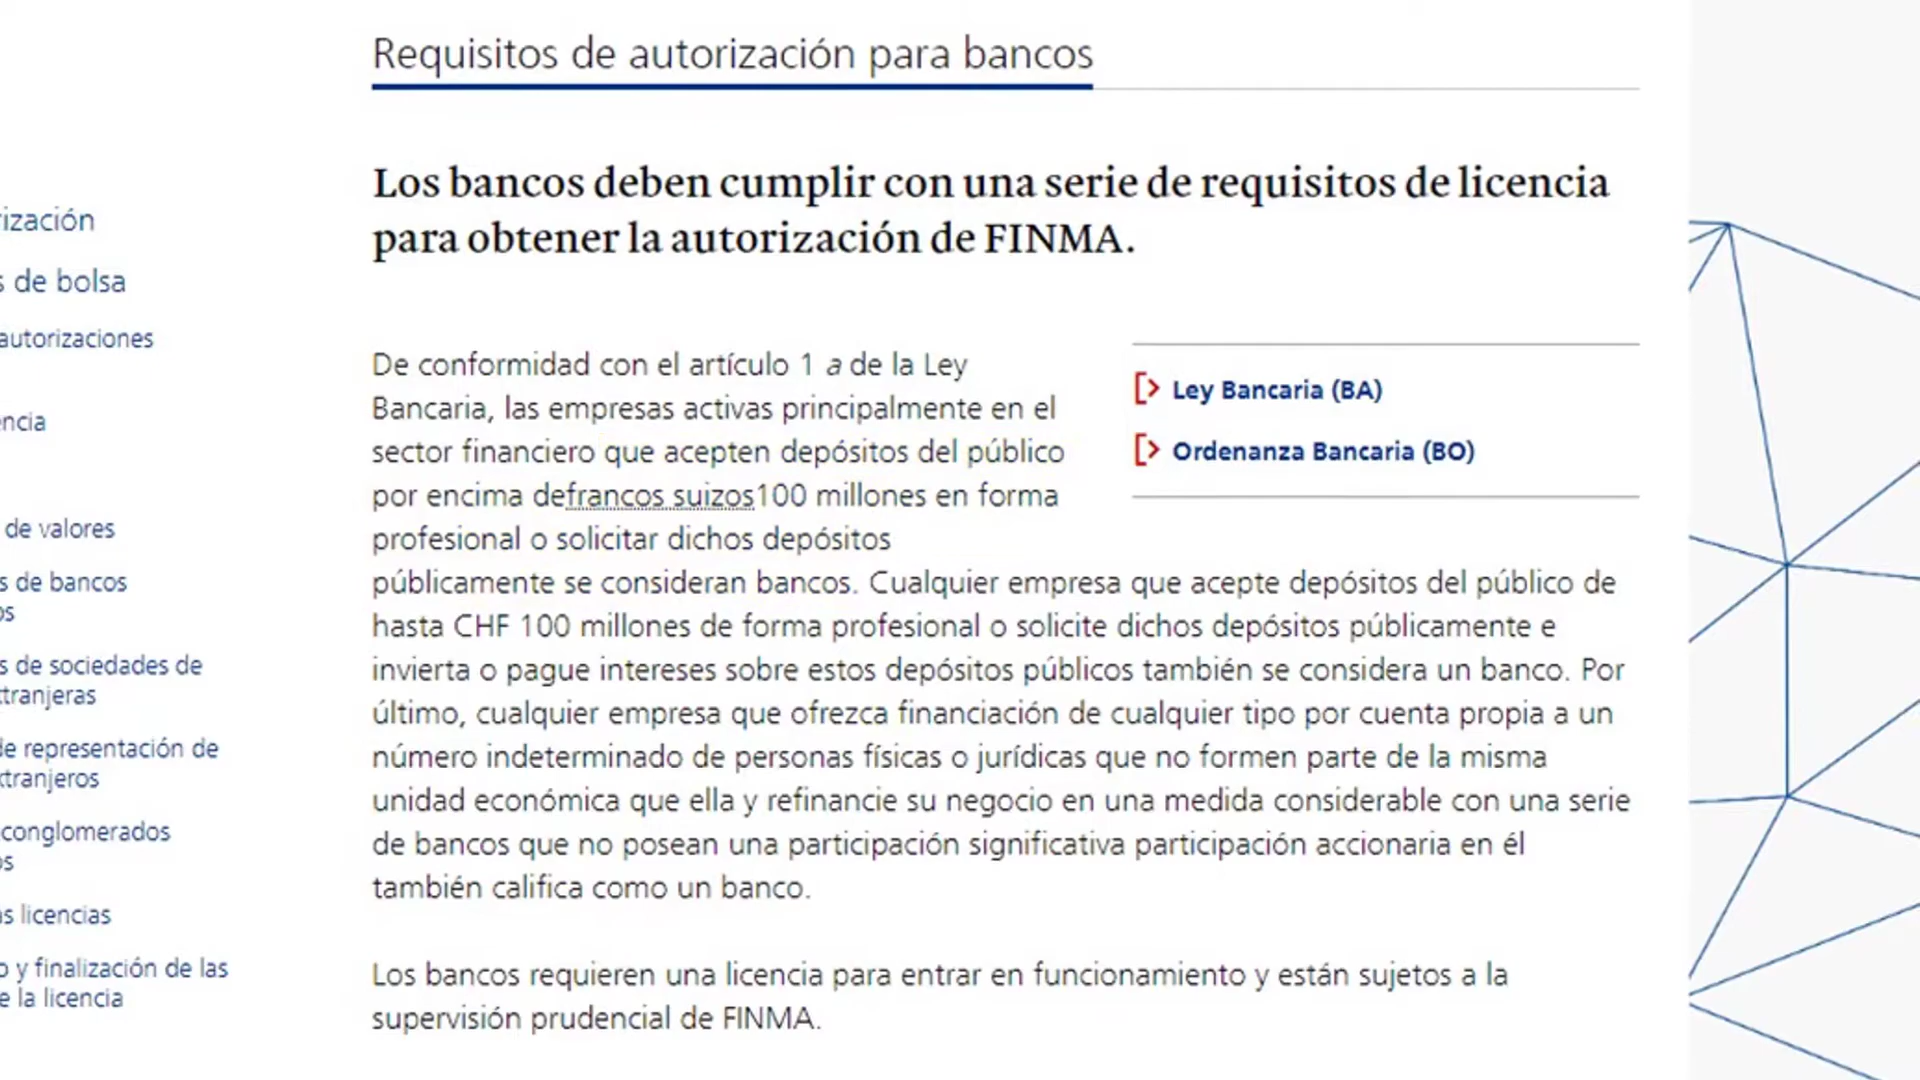 Requisitos de autorización para bancos
Los bancos deben cumplir con una serie de requisitos de licencia
para obtener la autorización de FINMA.
De conformidad con el artículo 1 a de la Ley
Bancaria, las empresas activas principalmente en el
sector financiero que acepten depósitos del público
por encima defrancos suizos100 millones en forma
profesional o solicitar dichos depósitos
públicamente se consideran bancos. Cualquier empresa que acepte depósitos del público de
hasta CHF 100 millones de forma profesional o solicite dichos depósitos públicamente e
invierta o pague intereses sobre estos depósitos públicos también se considera un banco. Por
último, cualquier empresa que ofrezca financiación de cualquier tipo por cuenta propia a un
número indeterminado de personas físicas o jurídicas que no formen parte de la misma
unidad económica que ella y refinancie su negocio en una medida considerable con una serie
de bancos que no posean una participación significativa participación accionaria en él
también califica como un banco.
Los bancos requieren una licencia para entrar en funcionamiento y están sujetos a la
supervisión prudencial de FINMA.
Ley Bancaria (BA)
Ordenanza Bancaria (BO)
ización
s de bolsa
autorizaciones
encia
de valores
s de bancos
os
s de sociedades de
xtranjeras
de representación de
xtranjeros
conglomerados
os
as licencias
o y finalización de las
e la licencia